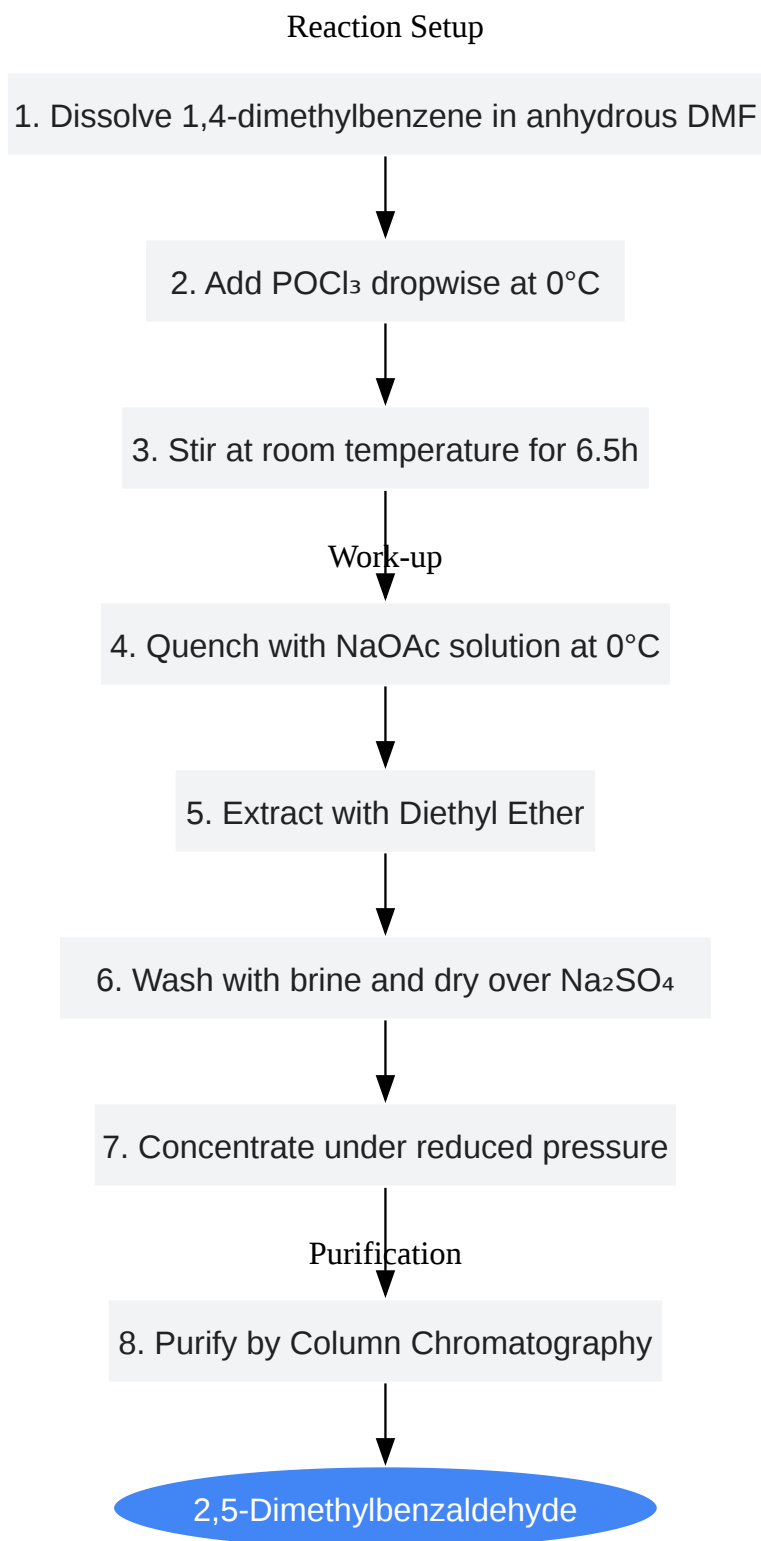 Reaction Setup
1. Dissolve 1,4-dimethylbenzene in anhydrous DMF
2. Add POCl₃ dropwise at 0°C
3. Stir at room temperature for 6.5h
Work-up
4. Quench with NaOAc solution at 0°C
5. Extract with Diethyl Ether
6. Wash with brine and dry over Na₂SO₄
7. Concentrate under reduced pressure
Purification
8. Purify by Column Chromatography
2,5-Dimethylbenzaldehyde